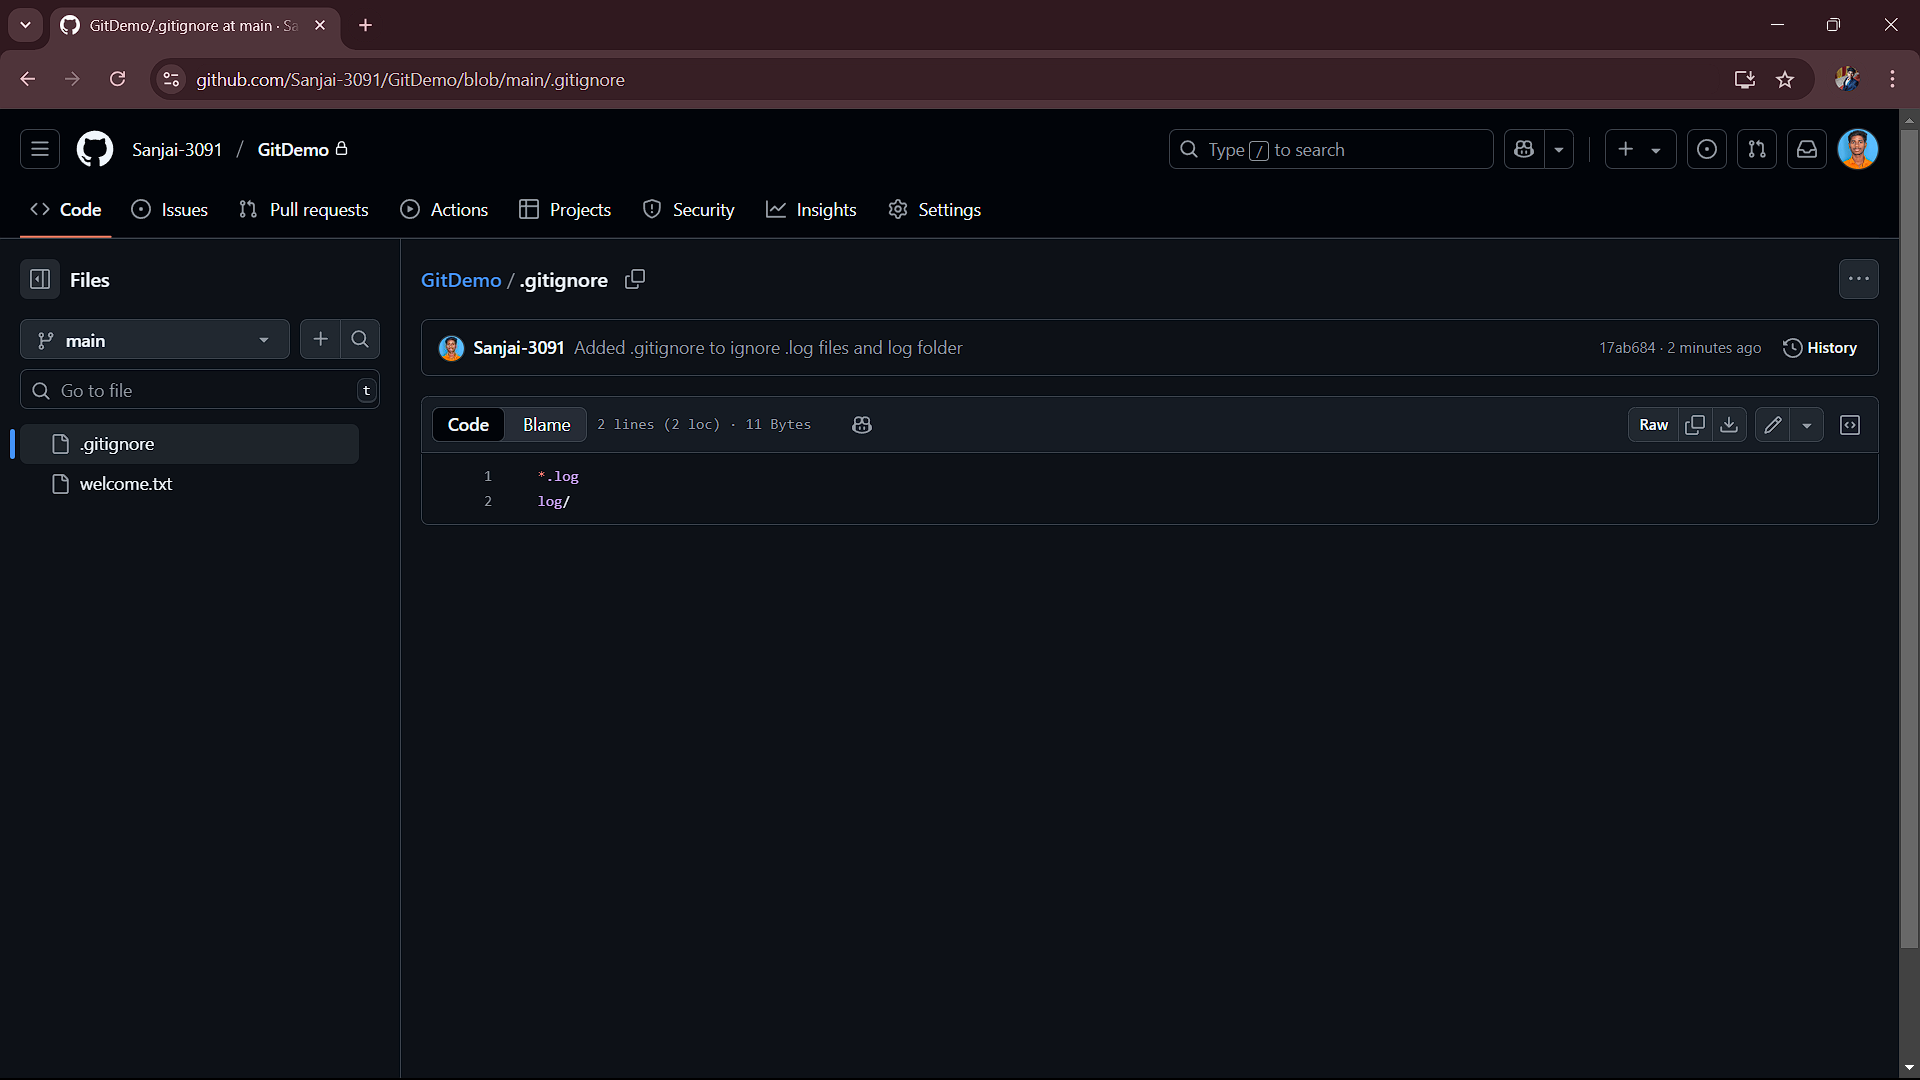 GitDemo/.gitignore at main · Sa
github.com/Sanjai-3091/GitDemo/blob/main/.gitignore
Sanjai-3091 / GitDemo
Type / to search
Code Issues Pull requests Actions Projects Security Insights Settings
Files
main
Go to file
t
.gitignore
welcome.txt
GitDemo / .gitignore
Sanjai-3091 Added .gitignore to ignore .log files and log folder
17ab684 · 2 minutes ago History
Code Blame 2 lines (2 loc) · 11 Bytes
Raw
1 *.log
2 log/